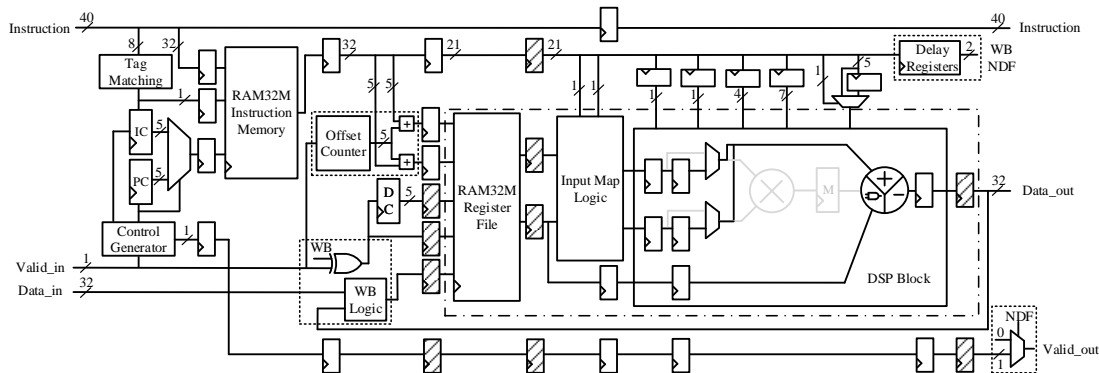 Instruction 40 40 Instruction
8 32 32 21 21 2 WB
NDF
Tag
Matching
Delay
Registers
RAM32M
Instruction
Memory
1 5 5 1 1 1 1 4 7 1 5
IC 5
PC 5
Offset
Counter
5
+
+
D
C
5
RAM32M
Register
File
Input Map
Logic
M
+
−
32 Data_out
Control
Generator
1
WB
Valid_in 1
Data_in 32
WB
Logic
DSP Block
NDF
0
1
Valid_out